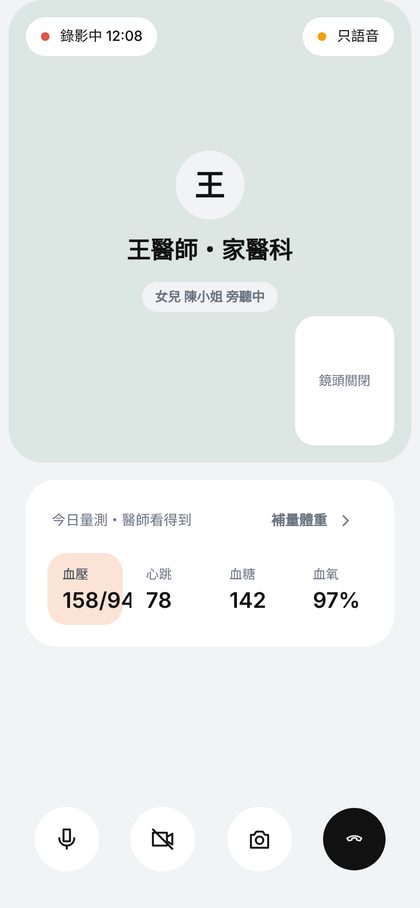 錄影中 12:08
只語音
王
王醫師・家醫科
女兒 陳小姐 旁聽中
鏡頭關閉
今日量測・醫師看得到
補量體重
血壓 心跳 血糖 血氧
158/94 78 142 97%